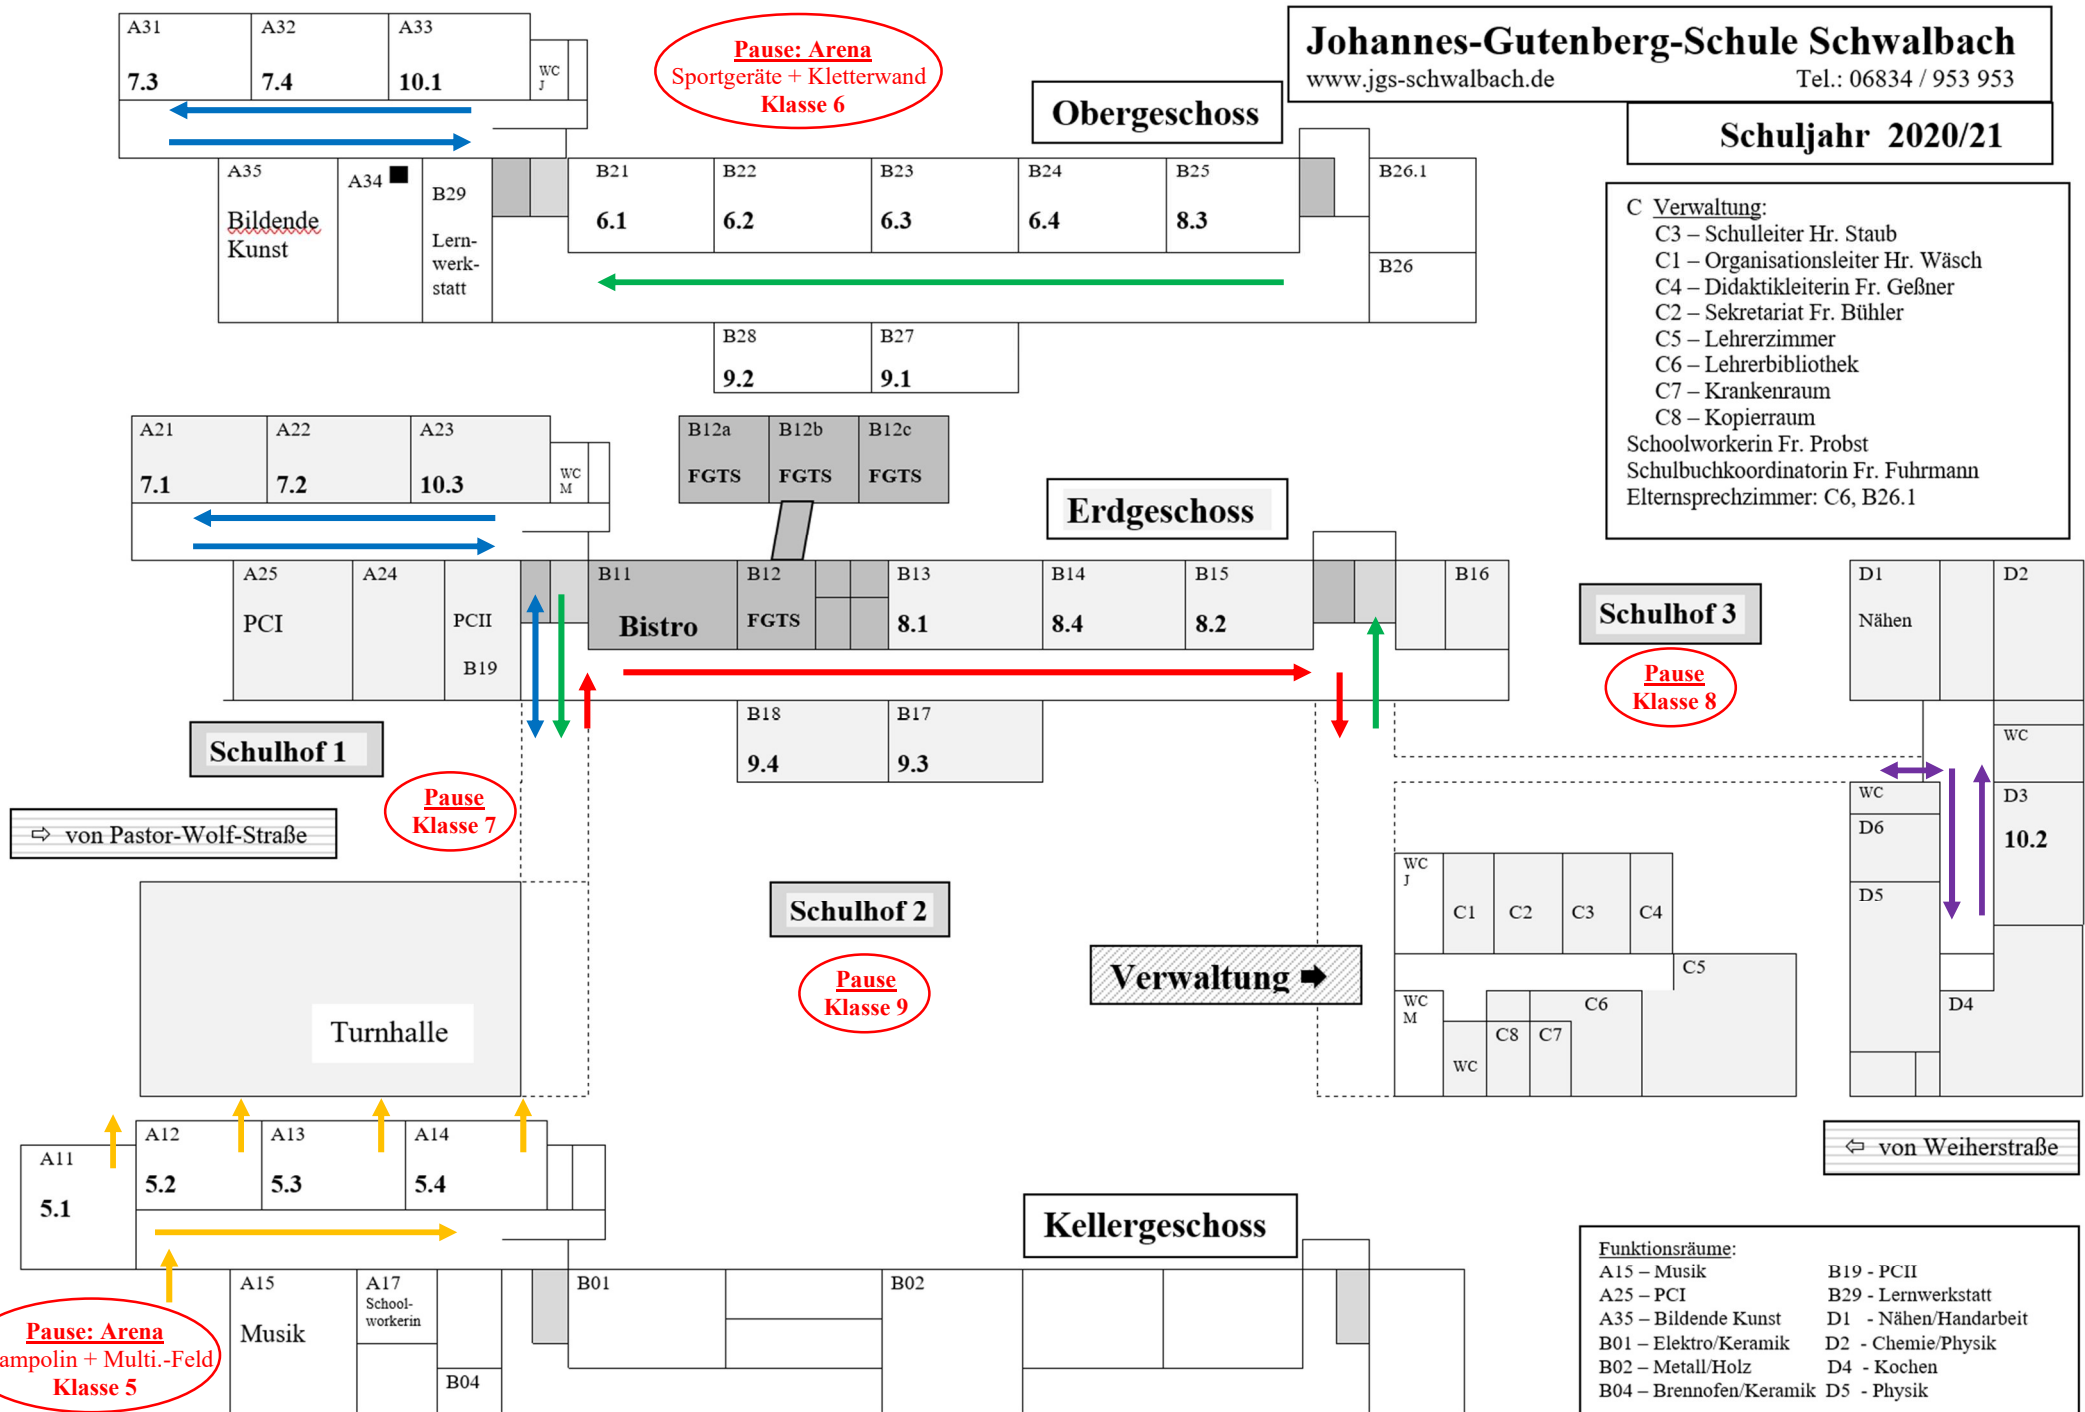 Johannes-Gutenberg-Schule Schwalbach
www.jgs-schwalbach.de Tel.: 06834 / 953 953
Schuljahr 2020/21
A31 A32 A33
7.3 7.4 10.1
WC
J
Pause: Arena
Sportgeräte + Kletterwand
Klasse 6
Obergeschoss
A35
Bildende
Kunst
A34
B29
Lern-
werk-
statt
B21 B22 B23 B24 B25
6.1 6.2 6.3 6.4 8.3
B26.1
B26
B28 B27
9.2 9.1
C Verwaltung:
C3 – Schulleiter Hr. Staub
C1 – Organisationsleiter Hr. Wäsch
C4 – Didaktikleiterin Fr. Geßner
C2 – Sekretariat Fr. Bühler
C5 – Lehrerzimmer
C6 – Lehrerbibliothek
C7 – Krankenraum
C8 – Kopierraum
Schoolworkerin Fr. Probst
Schulbuchkoordinatorin Fr. Fuhrmann
Elternsprechzimmer: C6, B26.1
A21 A22 A23
7.1 7.2 10.3
WC
M
B12a B12b B12c
FGTS FGTS FGTS
Erdgeschoss
A25
PCI
A24
PCII
B19
B11
Bistro
B12
FGTS
B13 B14 B15
8.1 8.4 8.2
B16
B18 B17
9.4 9.3
Schulhof 3
Pause
Klasse 8
D1
Nähen
D2
WC
D3
10.2
WC
D6
D5
D4
Schulhof 1
Pause
Klasse 7
⇨ von Pastor-Wolf-Straße
Schulhof 2
Pause
Klasse 9
Verwaltung 🡆
WC
J
C1 C2 C3 C4
C5
WC
M
WC
C8 C7
C6
Turnhalle
⇦ von Weiherstraße
A11
5.1
A12 A13 A14
5.2 5.3 5.4
Kellergeschoss
A15
Musik
A17
School-
workerin
B04
B01 B02
Pause: Arena
ampolin + Multi.-Feld
Klasse 5
Funktionsräume:
A15 – Musik B19 - PCII
A25 – PCI B29 - Lernwerkstatt
A35 – Bildende Kunst D1 - Nähen/Handarbeit
B01 – Elektro/Keramik D2 - Chemie/Physik
B02 – Metall/Holz D4 - Kochen
B04 – Brennofen/Keramik D5 - Physik